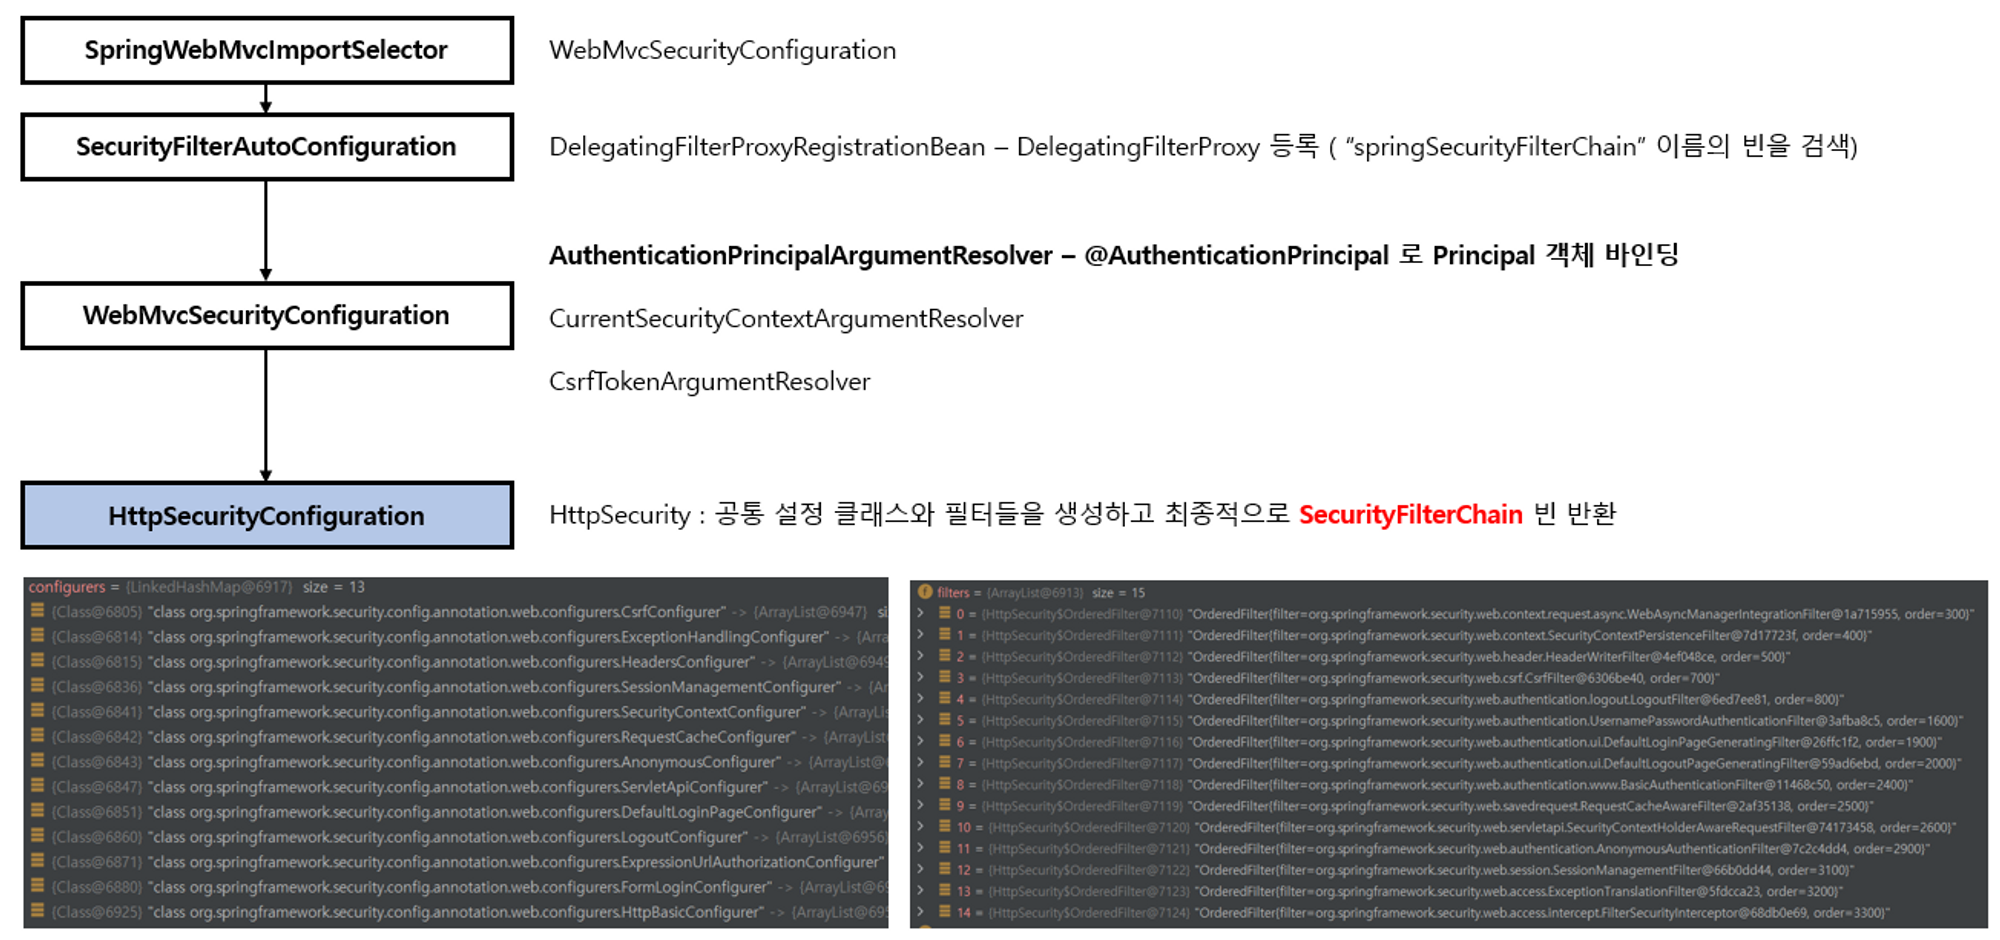 SpringWebMvcImportSelector
WebMvcSecurityConfiguration
SecurityFilterAutoConfiguration
DelegatingFilterProxyRegistrationBean – DelegatingFilterProxy 등록 ( “springSecurityFilterChain” 이름의 빈을 검색)
AuthenticationPrincipalArgumentResolver – @AuthenticationPrincipal 로 Principal 객체 바인딩
WebMvcSecurityConfiguration
CurrentSecurityContextArgumentResolver
CsrfTokenArgumentResolver
HttpSecurityConfiguration
HttpSecurity : 공통 설정 클래스와 필터들을 생성하고 최종적으로 SecurityFilterChain 빈 반환
configurers = {LinkedHashMap@6917} size = 13
{Class@6805} "class org.springframework.security.config.annotation.web.configurers.CsrfConfigurer" -> {ArrayList@6947} si
{Class@6814} "class org.springframework.security.config.annotation.web.configurers.ExceptionHandlingConfigurer" -> {Arra
{Class@6815} "class org.springframework.security.config.annotation.web.configurers.HeadersConfigurer" -> {ArrayList@6949
{Class@6836} "class org.springframework.security.config.annotation.web.configurers.SessionManagementConfigurer" -> {Ar
{Class@6841} "class org.springframework.security.config.annotation.web.configurers.SecurityContextConfigurer" -> {ArrayLis
{Class@6842} "class org.springframework.security.config.annotation.web.configurers.RequestCacheConfigurer" -> {ArrayList@
{Class@6843} "class org.springframework.security.config.annotation.web.configurers.AnonymousConfigurer" -> {ArrayList@
{Class@6847} "class org.springframework.security.config.annotation.web.configurers.ServletApiConfigurer" -> {ArrayList@69
{Class@6851} "class org.springframework.security.config.annotation.web.configurers.DefaultLoginPageConfigurer" -> {Array
{Class@6860} "class org.springframework.security.config.annotation.web.configurers.LogoutConfigurer" -> {ArrayList@6956}
{Class@6871} "class org.springframework.security.config.annotation.web.configurers.ExpressionUrlAuthorizationConfigurer"
{Class@6880} "class org.springframework.security.config.annotation.web.configurers.FormLoginConfigurer" -> {ArrayList@69
{Class@6925} "class org.springframework.security.config.annotation.web.configurers.HttpBasicConfigurer" -> {ArrayList@695
f filters = {ArrayList@6913} size = 15
0 = {HttpSecurity$OrderedFilter@7110} "OrderedFilter{filter=org.springframework.security.web.context.request.async.WebAsyncManagerIntegrationFilter@1a715955, order=300}"
1 = {HttpSecurity$OrderedFilter@7111} "OrderedFilter{filter=org.springframework.security.web.context.SecurityContextPersistenceFilter@7d17723f, order=400}"
2 = {HttpSecurity$OrderedFilter@7112} "OrderedFilter{filter=org.springframework.security.web.header.HeaderWriterFilter@4ef048ce, order=500}"
3 = {HttpSecurity$OrderedFilter@7113} "OrderedFilter{filter=org.springframework.security.web.csrf.CsrfFilter@6306be40, order=700}"
4 = {HttpSecurity$OrderedFilter@7114} "OrderedFilter{filter=org.springframework.security.web.authentication.logout.LogoutFilter@6ed7ee81, order=800}"
5 = {HttpSecurity$OrderedFilter@7115} "OrderedFilter{filter=org.springframework.security.web.authentication.UsernamePasswordAuthenticationFilter@3afba8c5, order=1600}"
6 = {HttpSecurity$OrderedFilter@7116} "OrderedFilter{filter=org.springframework.security.web.authentication.ui.DefaultLoginPageGeneratingFilter@26ffc1f2, order=1900}"
7 = {HttpSecurity$OrderedFilter@7117} "OrderedFilter{filter=org.springframework.security.web.authentication.ui.DefaultLogoutPageGeneratingFilter@59ad6ebd, order=2000}"
8 = {HttpSecurity$OrderedFilter@7118} "OrderedFilter{filter=org.springframework.security.web.authentication.www.BasicAuthenticationFilter@11468c50, order=2400}"
9 = {HttpSecurity$OrderedFilter@7119} "OrderedFilter{filter=org.springframework.security.web.savedrequest.RequestCacheAwareFilter@2af35138, order=2500}"
10 = {HttpSecurity$OrderedFilter@7120} "OrderedFilter{filter=org.springframework.security.web.servletapi.SecurityContextHolderAwareRequestFilter@74173458, order=2600}"
11 = {HttpSecurity$OrderedFilter@7121} "OrderedFilter{filter=org.springframework.security.web.authentication.AnonymousAuthenticationFilter@7c2c4dd4, order=2900}"
12 = {HttpSecurity$OrderedFilter@7122} "OrderedFilter{filter=org.springframework.security.web.session.SessionManagementFilter@66b0dd44, order=3100}"
13 = {HttpSecurity$OrderedFilter@7123} "OrderedFilter{filter=org.springframework.security.web.access.ExceptionTranslationFilter@5fdcca23, order=3200}"
14 = {HttpSecurity$OrderedFilter@7124} "OrderedFilter{filter=org.springframework.security.web.access.intercept.FilterSecurityInterceptor@68db0e69, order=3300}"